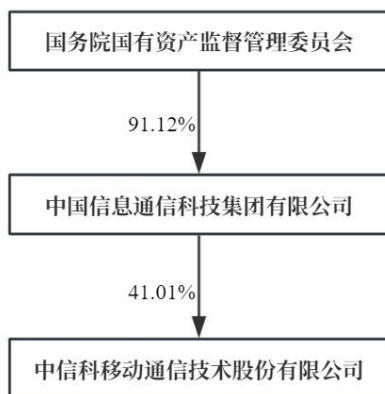 国务院国有资产监督管理委员会
91.12%
中国信息通信科技集团有限公司
41.01%
中信科移动通信技术股份有限公司